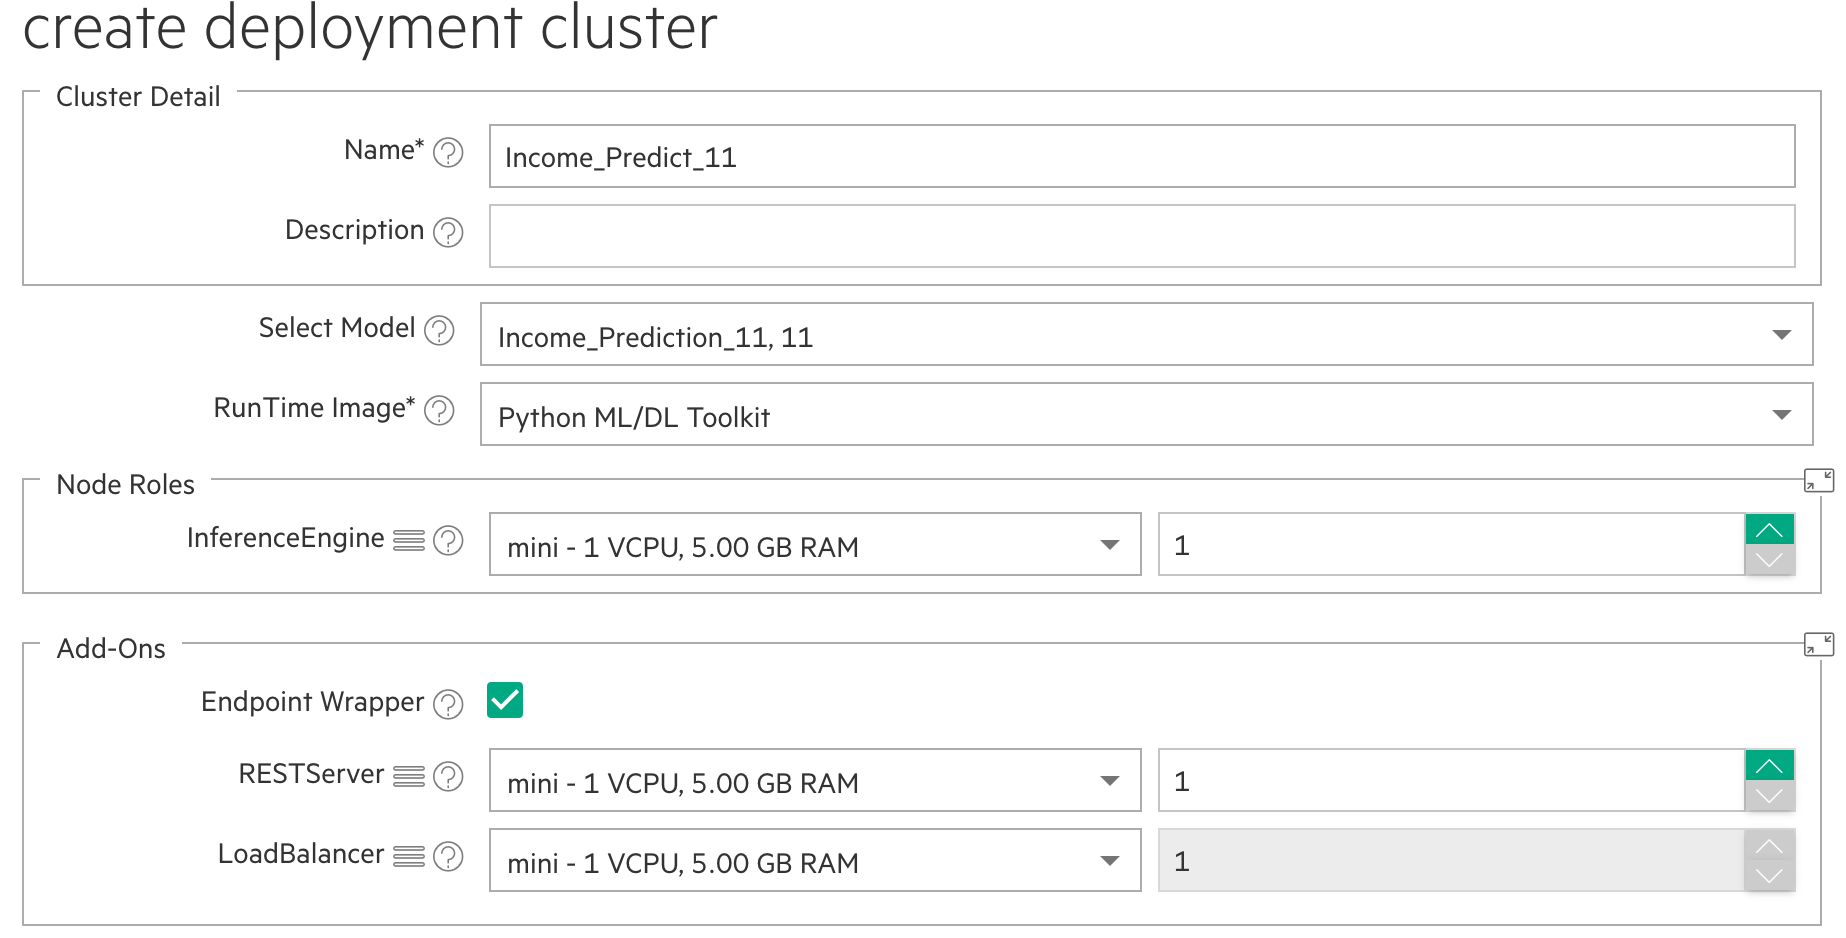 create deployment cluster
Cluster Detail
Name* ?
Income_Predict_11
Description ?
Select Model ?
Income_Prediction_11, 11
RunTime Image* ?
Python ML/DL Toolkit
Node Roles
InferenceEngine ? mini - 1 VCPU, 5.00 GB RAM 1
Add-Ons
Endpoint Wrapper ?
RESTServer ? mini - 1 VCPU, 5.00 GB RAM 1
LoadBalancer ? mini - 1 VCPU, 5.00 GB RAM 1